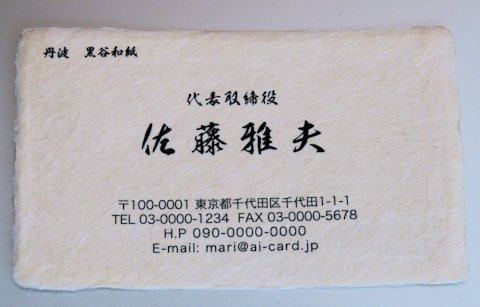 丹波 黒谷和紙
代表取締役
佐藤雅夫
〒100-0001 東京都千代田区千代田1-1-1
TEL 03-0000-1234 FAX 03-0000-5678
H.P 090-0000-0000
E-mail: mari@ai-card.jp